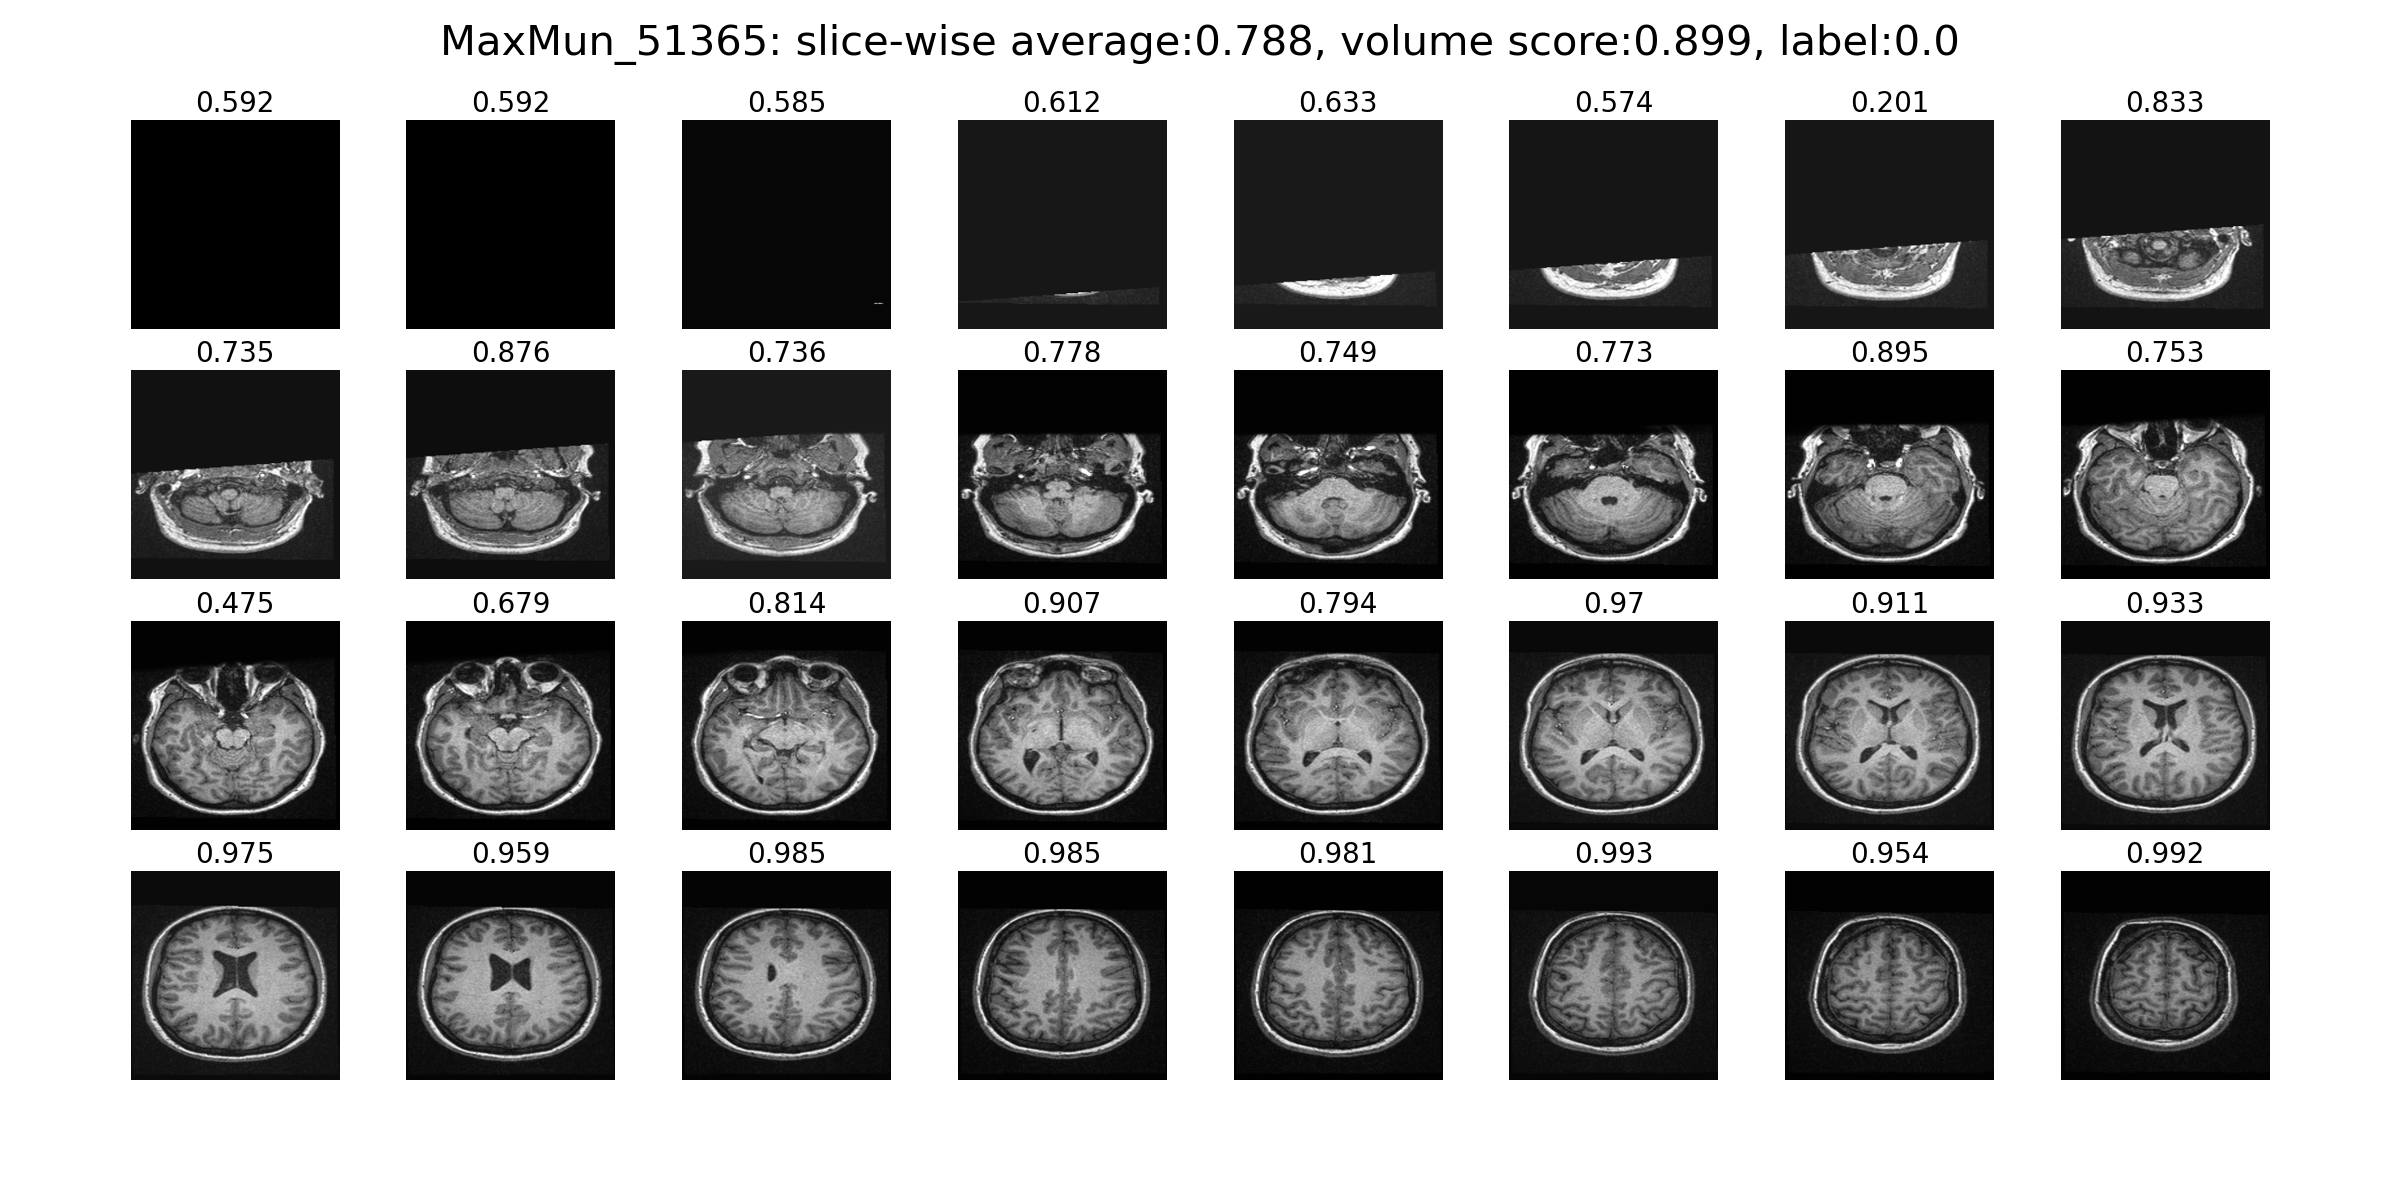 MaxMun_51365: slice-wise average:0.788, volume score:0.899, label:0.0
0.592 0.592 0.585 0.612 0.633 0.574 0.201 0.833
0.735 0.876 0.736 0.778 0.749 0.773 0.895 0.753
0.475 0.679 0.814 0.907 0.794 0.97 0.911 0.933
0.975 0.959 0.985 0.985 0.981 0.993 0.954 0.992